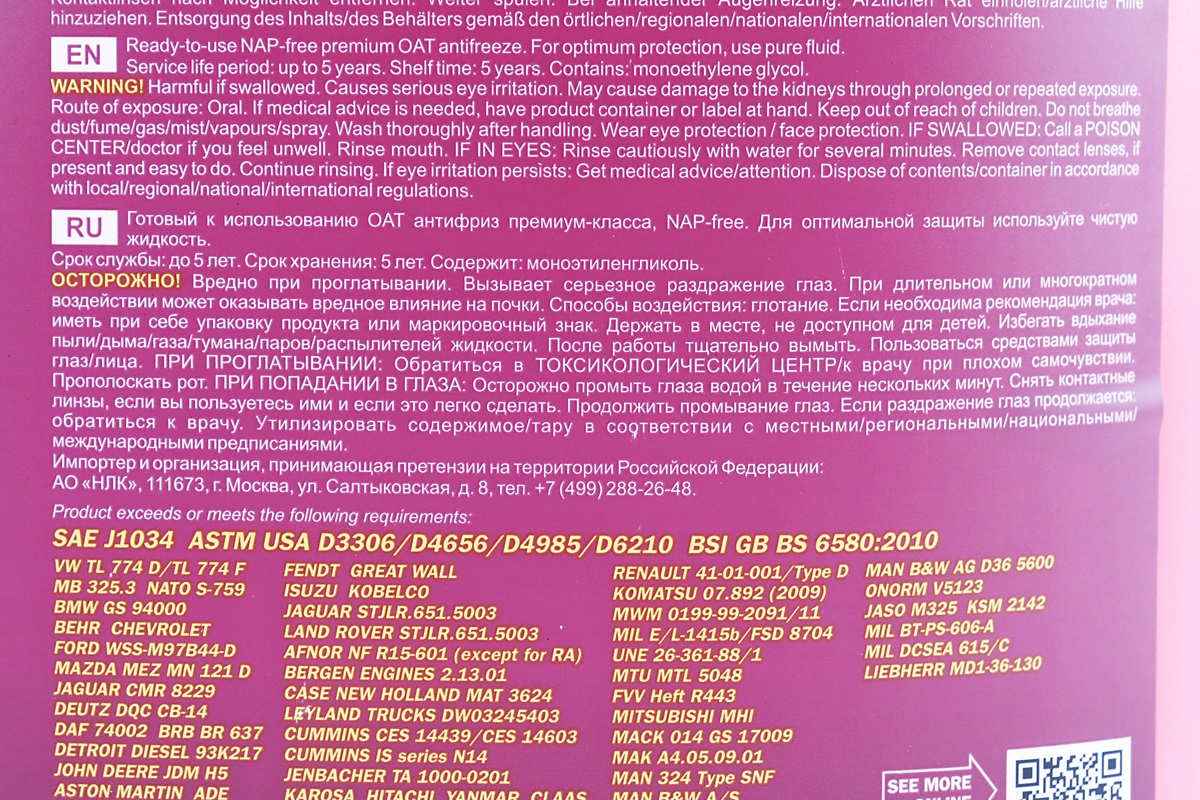 hinzuziehen. Entsorgung des Inhalts/des Behälters gemäß den örtlichen/regionalen/nationalen/internationalen Vorschriften.
EN
Ready-to-use NAP-free premium OAT antifreeze. For optimum protection, use pure fluid.
Service life period: up to 5 years. Shelf time: 5 years. Contains: monoethylene glycol.
WARNING! Harmful if swallowed. Causes serious eye irritation. May cause damage to the kidneys through prolonged or repeated exposure.
Route of exposure: Oral. If medical advice is needed, have product container or label at hand. Keep out of reach of children. Do not breathe
dust/fume/gas/mist/vapours/spray. Wash thoroughly after handling. Wear eye protection / face protection. IF SWALLOWED: Call a POISON
CENTER/doctor if you feel unwell. Rinse mouth. IF IN EYES: Rinse cautiously with water for several minutes. Remove contact lenses, if
present and easy to do. Continue rinsing. If eye irritation persists: Get medical advice/attention. Dispose of contents/container in accordance
with local/regional/national/international regulations.
RU
Готовый к использованию OAT антифриз премиум-класса, NAP-free. Для оптимальной защиты используйте чистую
жидкость.
Срок службы: до 5 лет. Срок хранения: 5 лет. Содержит: моноэтиленгликоль.
ОСТОРОЖНО! Вредно при проглатывании. Вызывает серьезное раздражение глаз. При длительном или многократном
воздействии может оказывать вредное влияние на почки. Способы воздействия: глотание. Если необходима рекомендация врача:
иметь при себе упаковку продукта или маркировочный знак. Держать в месте, не доступном для детей. Избегать вдыхание
пыли/дыма/газа/тумана/паров/распылителей жидкости. После работы тщательно вымыть. Пользоваться средствами защиты
глаз/лица. ПРИ ПРОГЛАТЫВАНИИ: Обратиться в ТОКСИКОЛОГИЧЕСКИЙ ЦЕНТР/к врачу при плохом самочувствии.
Прополоскать рот. ПРИ ПОПАДАНИИ В ГЛАЗА: Осторожно промыть глаза водой в течение нескольких минут. Снять контактные
линзы, если вы пользуетесь ими и если это легко сделать. Продолжить промывание глаз. Если раздражение глаз продолжается:
обратиться к врачу. Утилизировать содержимое/тару в соответствии с местными/региональными/национальными/
международными предписаниями.
Импортер и организация, принимающая претензии на территории Российской Федерации:
АО «НЛК», 111673, г. Москва, ул. Салтыковская, д. 8, тел. +7 (499) 288-26-48.
Product exceeds or meets the following requirements:
SAE J1034 ASTM USA D3306/D4656/D4985/D6210 BSI GB BS 6580:2010
VW TL 774 D/TL 774 F
MB 325.3 NATO S-759
BMW GS 94000
BEHR CHEVROLET
FORD WSS-M97B44-D
MAZDA MEZ MN 121 D
JAGUAR CMR 8229
DEUTZ DQC CB-14
DAF 74002 BRB BR 637
DETROIT DIESEL 93K217
JOHN DEERE JDM H5
ASTON MARTIN ADE
FENDT GREAT WALL
ISUZU KOBELCO
JAGUAR STJLR.651.5003
LAND ROVER STJLR.651.5003
AFNOR NF R15-601 (except for RA)
BERGEN ENGINES 2.13.01
CASE NEW HOLLAND MAT 3624
LEYLAND TRUCKS DW03245403
CUMMINS CES 14439/CES 14603
CUMMINS IS series N14
JENBACHER TA 1000-0201
KAROSA HITACHI YANMAR CLAAS
RENAULT 41-01-001/Type D
KOMATSU 07.892 (2009)
MWM 0199-99-2091/11
MIL E/L-1415b/FSD 8704
UNE 26-361-88/1
MTU MTL 5048
FVV Heft R443
MITSUBISHI MHI
MACK 014 GS 17009
MAK A4.05.09.01
MAN 324 Type SNF
MAN B&W A/S
MAN B&W AG D36 5600
ONORM V5123
JASO M325 KSM 2142
MIL BT-PS-606-A
MIL DCSEA 615/C
LIEBHERR MD1-36-130
SEE MORE